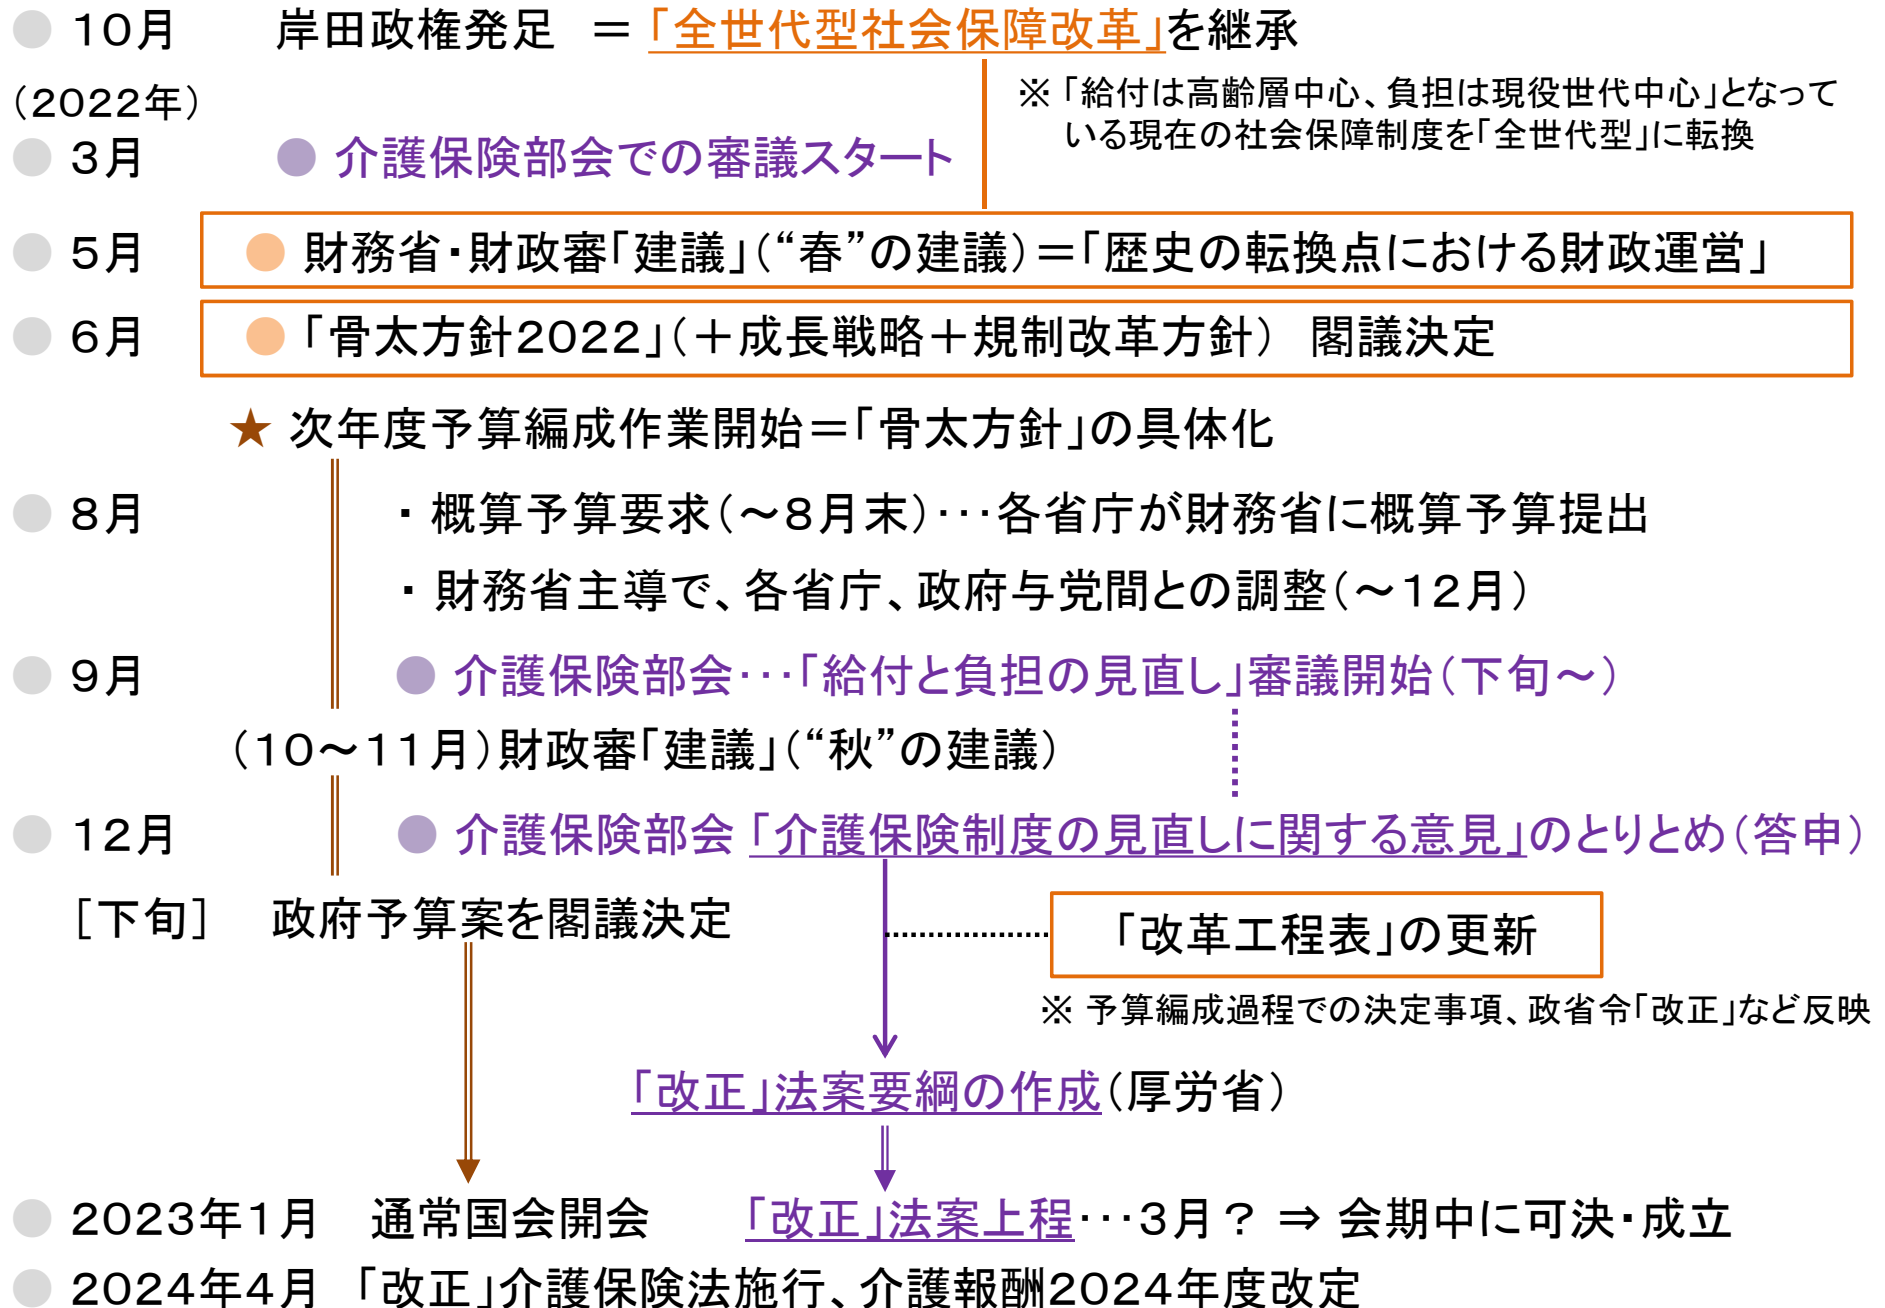 ● 10月　岸田政権発足　＝「全世代型社会保障改革」を継承
※「給付は高齢層中心、負担は現役世代中心」となって
いる現在の社会保障制度を「全世代型」に転換
（2022年）
● 3月　● 介護保険部会での審議スタート
● 5月　● 財務省・財政審「建議」（“春”の建議）＝「歴史の転換点における財政運営」
● 6月　●「骨太方針2022」（＋成長戦略＋規制改革方針）　閣議決定
★ 次年度予算編成作業開始＝「骨太方針」の具体化
● 8月　・ 概算予算要求（～8月末）･･･各省庁が財務省に概算予算提出
・ 財務省主導で、各省庁、政府与党間との調整（～12月）
● 9月　● 介護保険部会･･･「給付と負担の見直し」審議開始（下旬～）
（10～11月）財政審「建議」（“秋”の建議）
● 12月　● 介護保険部会「介護保険制度の見直しに関する意見」のとりとめ（答申）
［下旬］　政府予算案を閣議決定
「改革工程表」の更新
※ 予算編成過程での決定事項、政省令「改正」など反映
「改正」法案要綱の作成（厚労省）
● 2023年1月　通常国会開会　「改正」法案上程･･･3月？ ⇒ 会期中に可決・成立
● 2024年4月　「改正」介護保険法施行、介護報酬2024年度改定